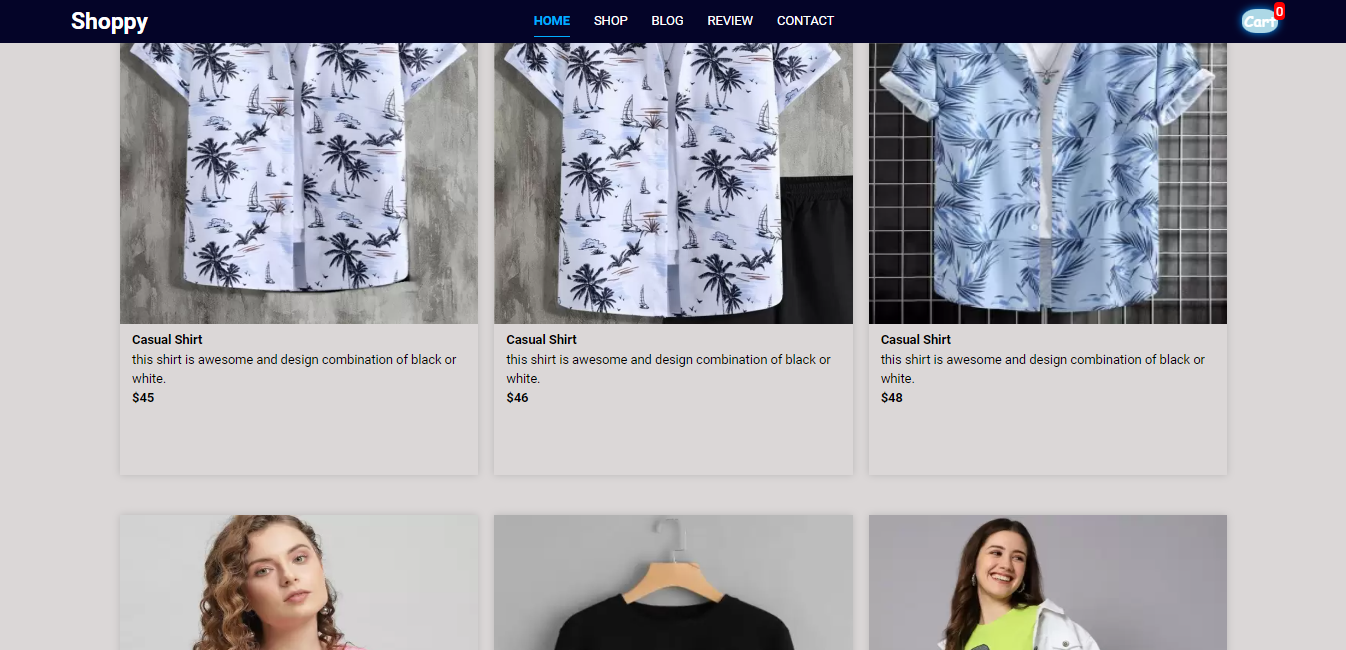 Shoppy
HOME SHOP BLOG REVIEW CONTACT
Cart 0
Casual Shirt
this shirt is awesome and design combination of black or
white.
$45
Casual Shirt
this shirt is awesome and design combination of black or
white.
$46
Casual Shirt
this shirt is awesome and design combination of black or
white.
$48